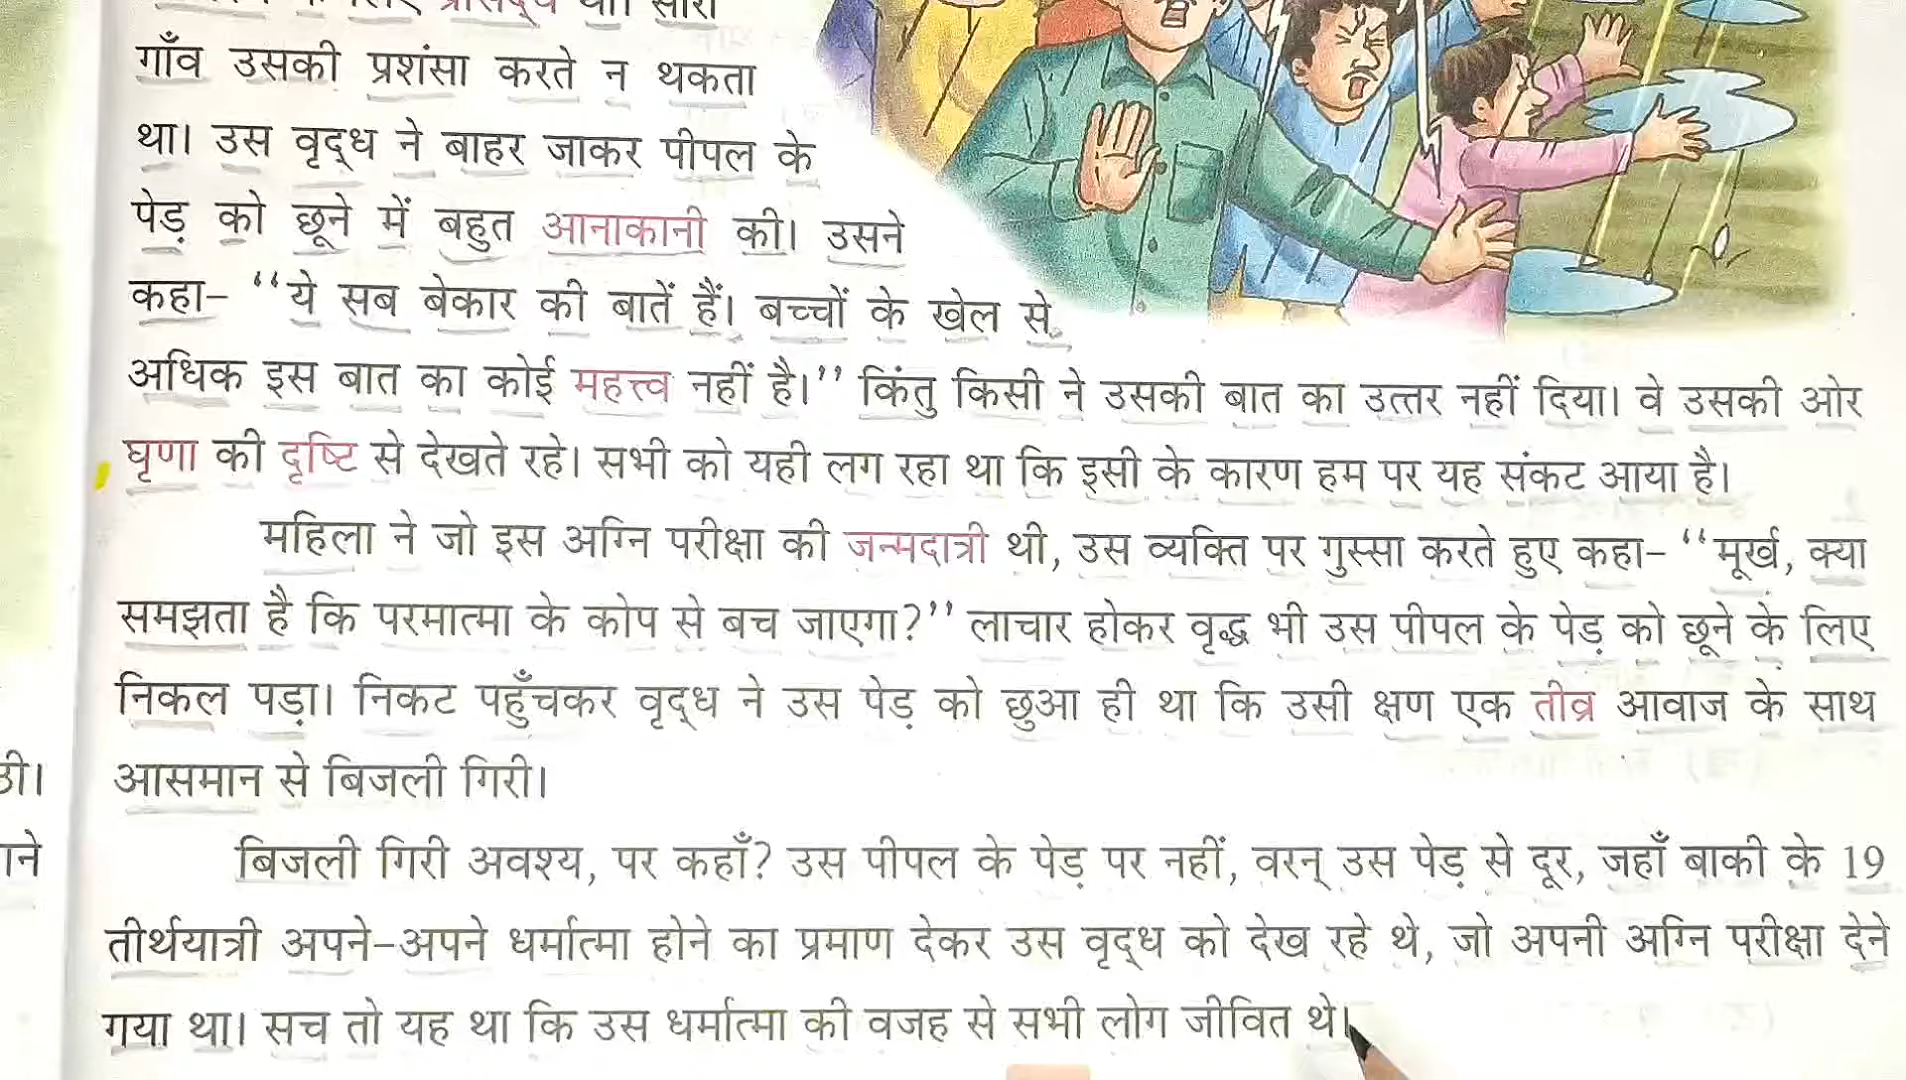 के लिए प्रसिद्ध था। सारा
गाँव उसकी प्रशंसा करते न थकता
था। उस वृद्ध ने बाहर जाकर पीपल के
पेड़ को छूने में बहुत आनाकानी की। उसने
कहा– “ये सब बेकार की बातें हैं। बच्चों के खेल से
अधिक इस बात का कोई महत्त्व नहीं है।” किंतु किसी ने उसकी बात का उत्तर नहीं दिया। वे उसकी ओर
घृणा की दृष्टि से देखते रहे। सभी को यही लग रहा था कि इसी के कारण हम पर यह संकट आया है।
महिला ने जो इस अग्नि परीक्षा की जन्मदात्री थी, उस व्यक्ति पर गुस्सा करते हुए कहा– “मूर्ख, क्या
समझता है कि परमात्मा के कोप से बच जाएगा?” लाचार होकर वृद्ध भी उस पीपल के पेड़ को छूने के लिए
निकल पड़ा। निकट पहुँचकर वृद्ध ने उस पेड़ को छुआ ही था कि उसी क्षण एक तीव्र आवाज के साथ
आसमान से बिजली गिरी।
बिजली गिरी अवश्य, पर कहाँ? उस पीपल के पेड़ पर नहीं, वरन् उस पेड़ से दूर, जहाँ बाकी के 19
तीर्थयात्री अपने–अपने धर्मात्मा होने का प्रमाण देकर उस वृद्ध को देख रहे थे, जो अपनी अग्नि परीक्षा देने
गया था। सच तो यह था कि उस धर्मात्मा की वजह से सभी लोग जीवित थे।